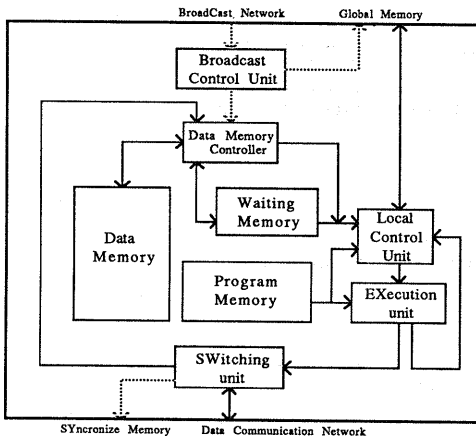 BroadCast. Network
Global Memory
Broadcast
Control Unit
Data Memory
Controller
Waiting
Memory
Data
Memory
Local
Control
Unit
Program
Memory
EXecution
unit
SWitching
unit
SYncronize Memory
Data Communication Network